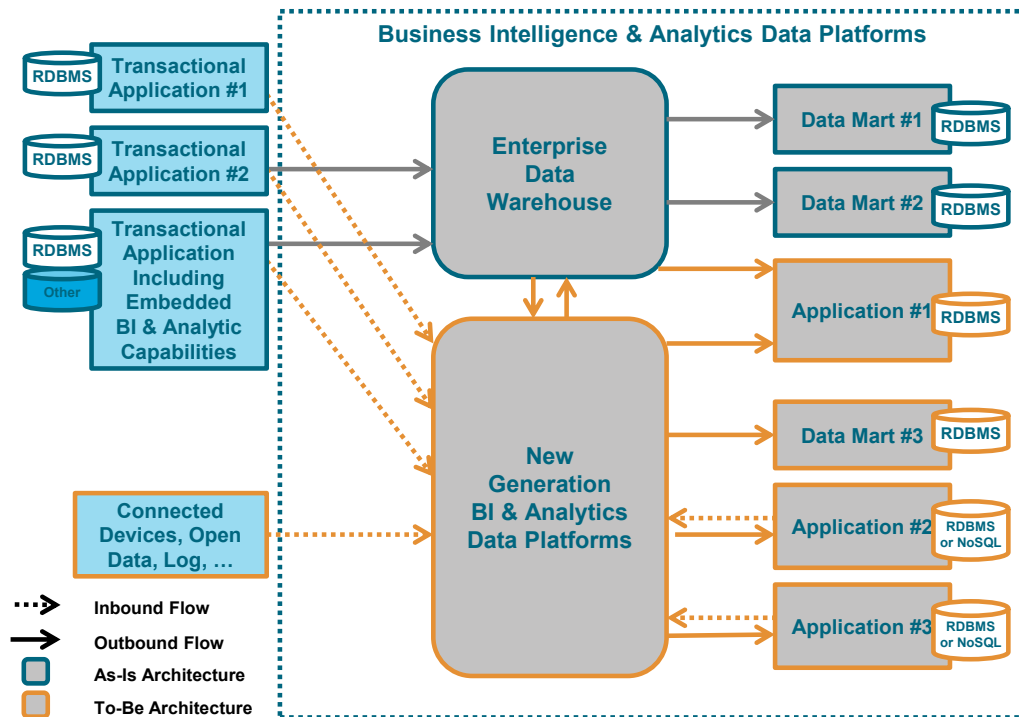 Business Intelligence & Analytics Data Platforms
RDBMS
Transactional
Application #1
RDBMS
Transactional
Application #2
RDBMS
Other
Transactional
Application
Including
Embedded
BI & Analytic
Capabilities
Enterprise
Data
Warehouse
Data Mart #1
RDBMS
Data Mart #2
RDBMS
Application #1
RDBMS
New
Generation
BI & Analytics
Data Platforms
Data Mart #3
RDBMS
Application #2
RDBMS
or NoSQL
Application #3
RDBMS
or NoSQL
Connected
Devices, Open
Data, Log, …
Inbound Flow
Outbound Flow
As-Is Architecture
To-Be Architecture